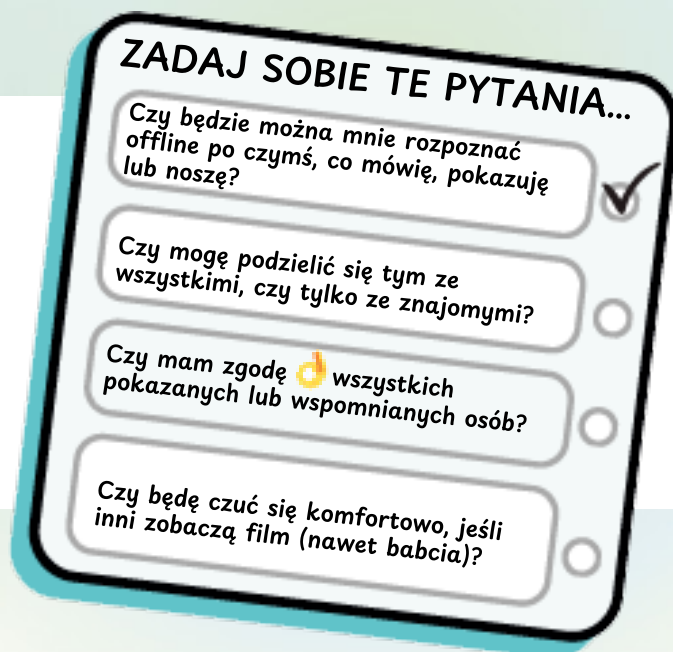 ZADAJ SOBIE TE PYTANIA...
Czy będzie można mnie rozpoznać
offline po czymś, co mówię, pokazuję
lub noszę?
Czy mogę podzielić się tym ze
wszystkimi, czy tylko ze znajomymi?
Czy mam zgodę 👌 wszystkich
pokazanych lub wspomnianych osób?
Czy będę czuć się komfortowo, jeśli
inni zobaczą film (nawet babcia)?